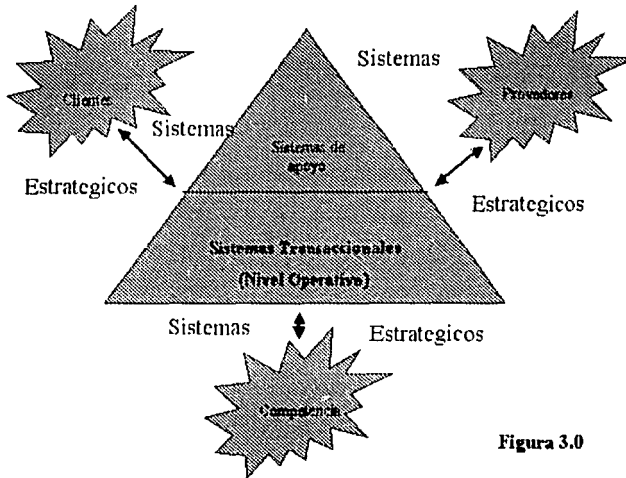 Sistemas
Clientes
Proveedores
Sistemas
Sistemas de
apoyo
Estrategicos
Estrategicos
Sistemas Transaccionales
(Nivel Operativo)
Sistemas
Estrategicos
Competencia
Figura 3.0